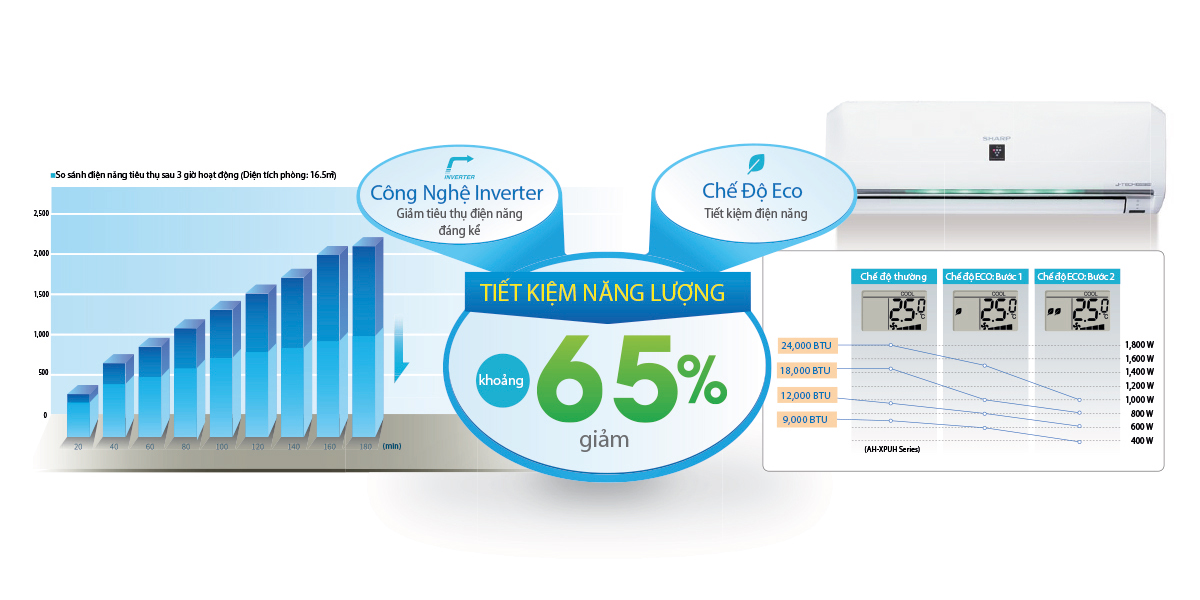 So sánh điện năng tiêu thụ sau 3 giờ hoạt động (Diện tích phòng: 16.5㎡)
2,500
2,000
1,500
1,000
500
0
20 40 60 80 100 120 140 160 180 (min)
INVERTER
Công Nghệ Inverter
Giảm tiêu thụ điện năng
đáng kể
Chế Độ Eco
Tiết kiệm điện năng
TIẾT KIỆM NĂNG LƯỢNG
khoảng
65%
giảm
SHARP
J-TECH INVERTER
Chế độ thường
Chế độ ECO: Bước 1
Chế độ ECO: Bước 2
COOL
25.0°C
COOL
25.0°C
COOL
25.0°C
24,000 BTU
18,000 BTU
12,000 BTU
9,000 BTU
1,800 W
1,600 W
1,400 W
1,200 W
1,000 W
800 W
600 W
400 W
(AH-XPUH Series)